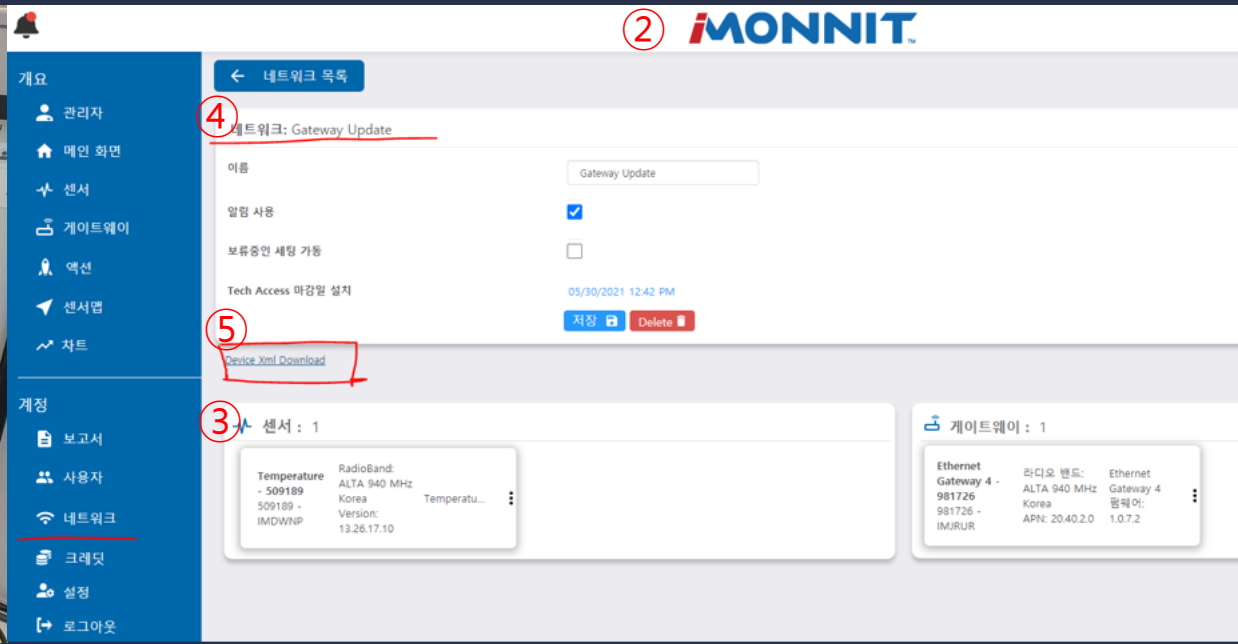 ② iMONNIT™
개요
관리자
메인 화면
센서
게이트웨이
액션
센서맵
차트
계정
보고서
사용자
네트워크
크레딧
설정
로그아웃
네트워크 목록
④
네트워크: Gateway Update
이름
Gateway Update
알림 사용
보류중인 세팅 가동
Tech Access 마감일 설치
05/30/2021 12:42 PM
저장
Delete
⑤
Device Xml Download
③
센서 : 1
Temperature
- 509189
509189 -
IMDWNP
RadioBand:
ALTA 940 MHz
Korea
Version:
13.26.17.10
Temperatu...
게이트웨이 : 1
Ethernet
Gateway 4 -
981726
981726 -
IMJRUR
라디오 밴드:
ALTA 940 MHz
Korea
APN: 20.40.2.0
Ethernet
Gateway 4
펌웨어:
1.0.7.2